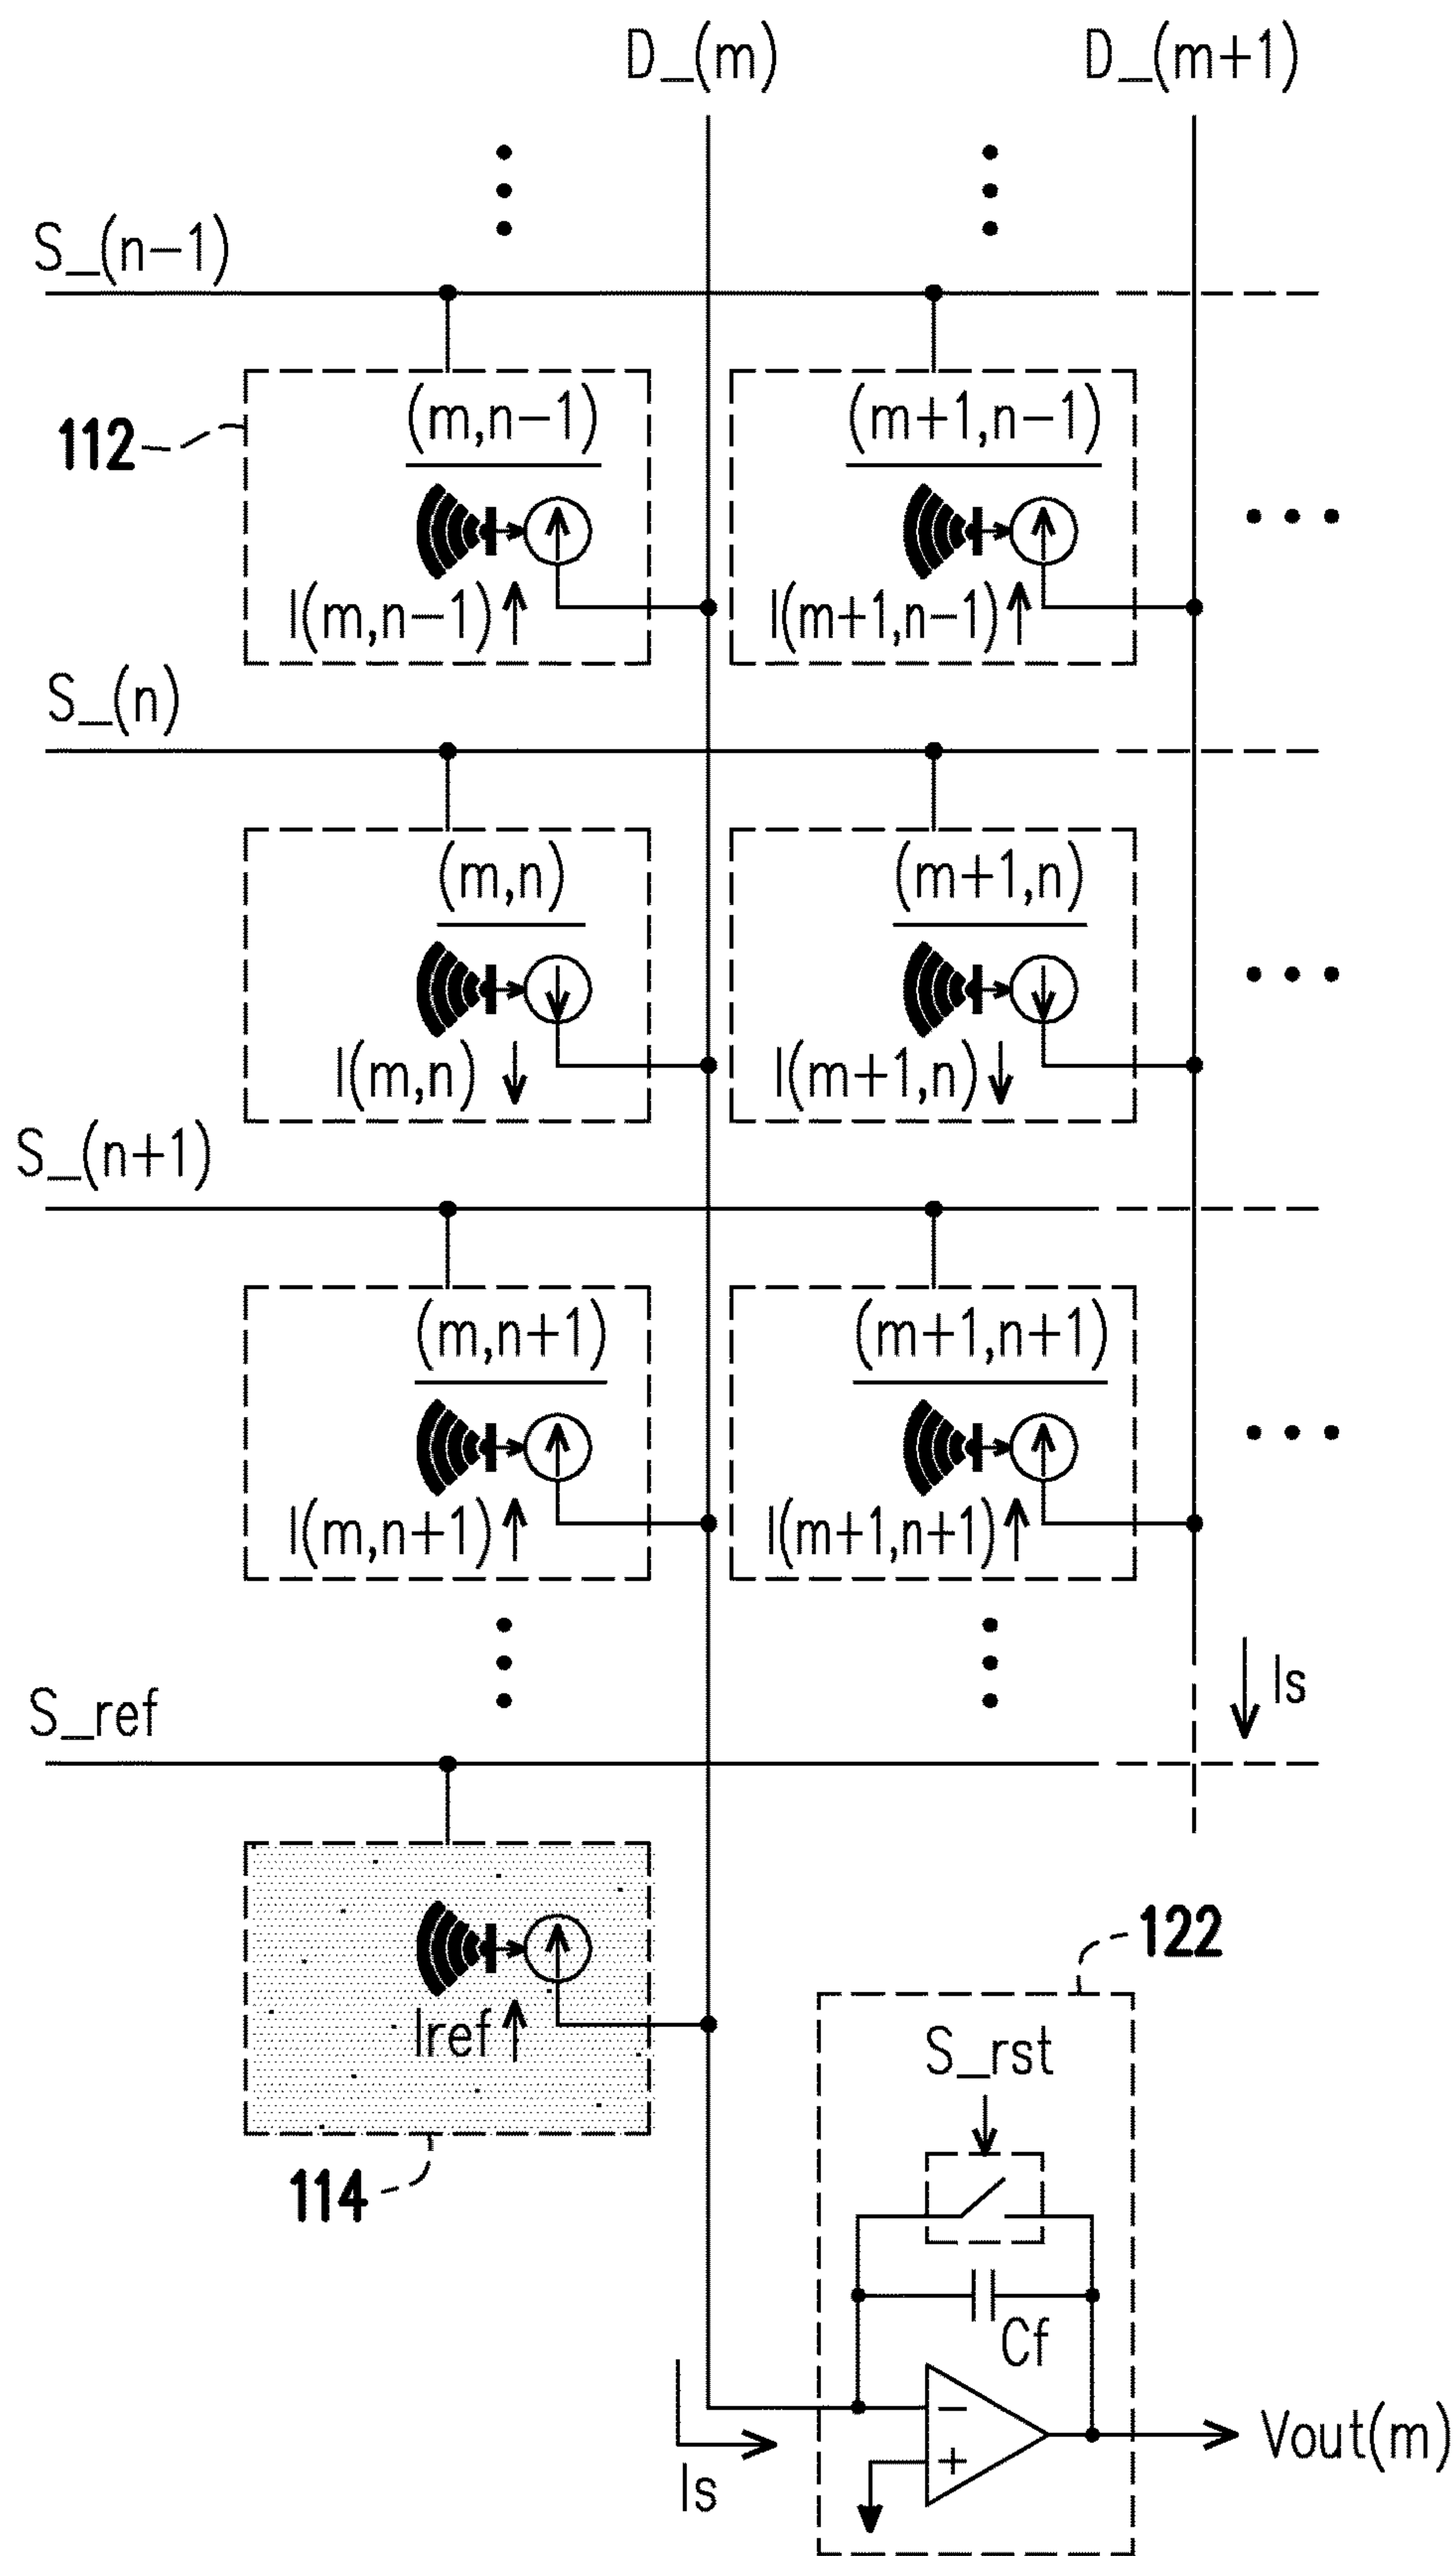 D_(m) D_(m+1)
S_(n-1)
112
(m,n-1) (m+1,n-1)
I(m,n-1) I(m+1,n-1)
S_(n)
(m,n) (m+1,n)
I(m,n) I(m+1,n)
S_(n+1)
(m,n+1) (m+1,n+1)
I(m,n+1) I(m+1,n+1)
Is
S_ref
122
Iref
S_rst
114
Cf
−
+
Vout(m)
Is